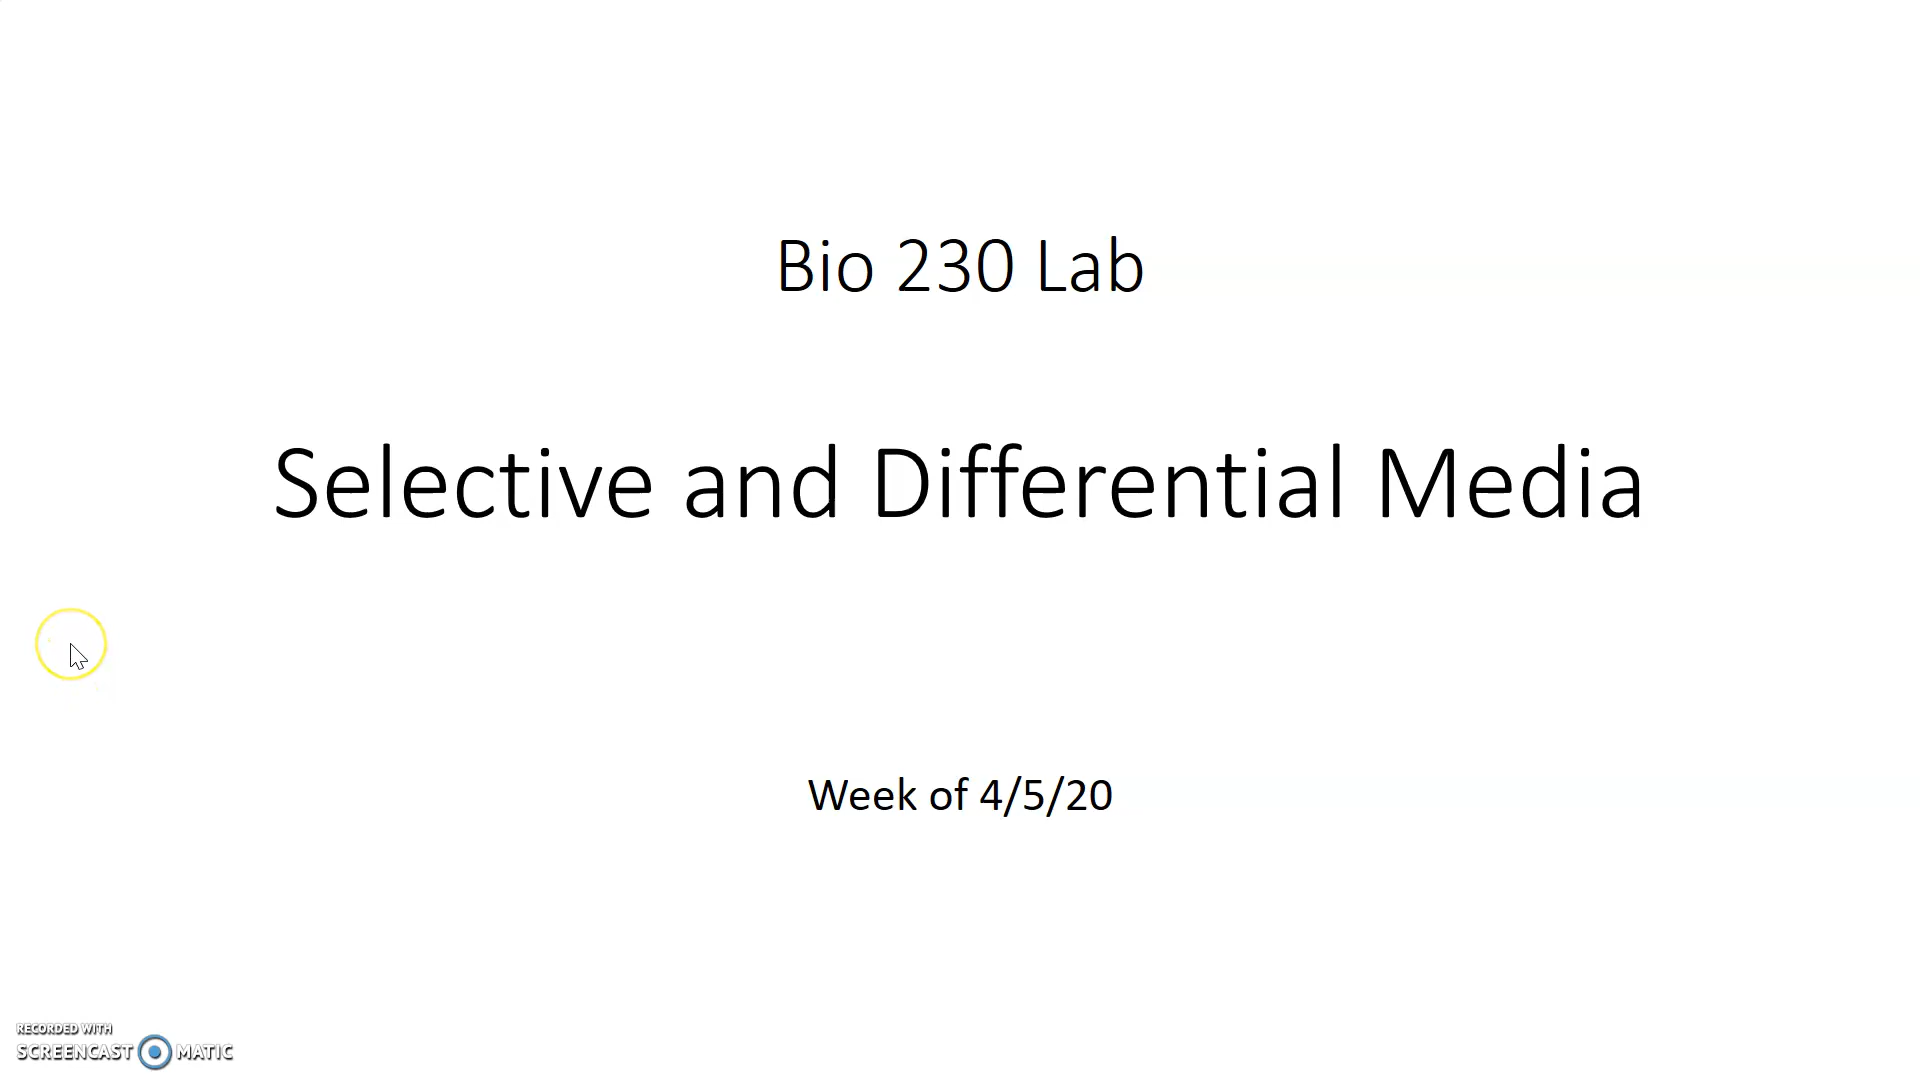 Bio 230 Lab
Selective and Differential Media
Week of 4/5/20
RECORDED WITH
SCREENCAST MATIC